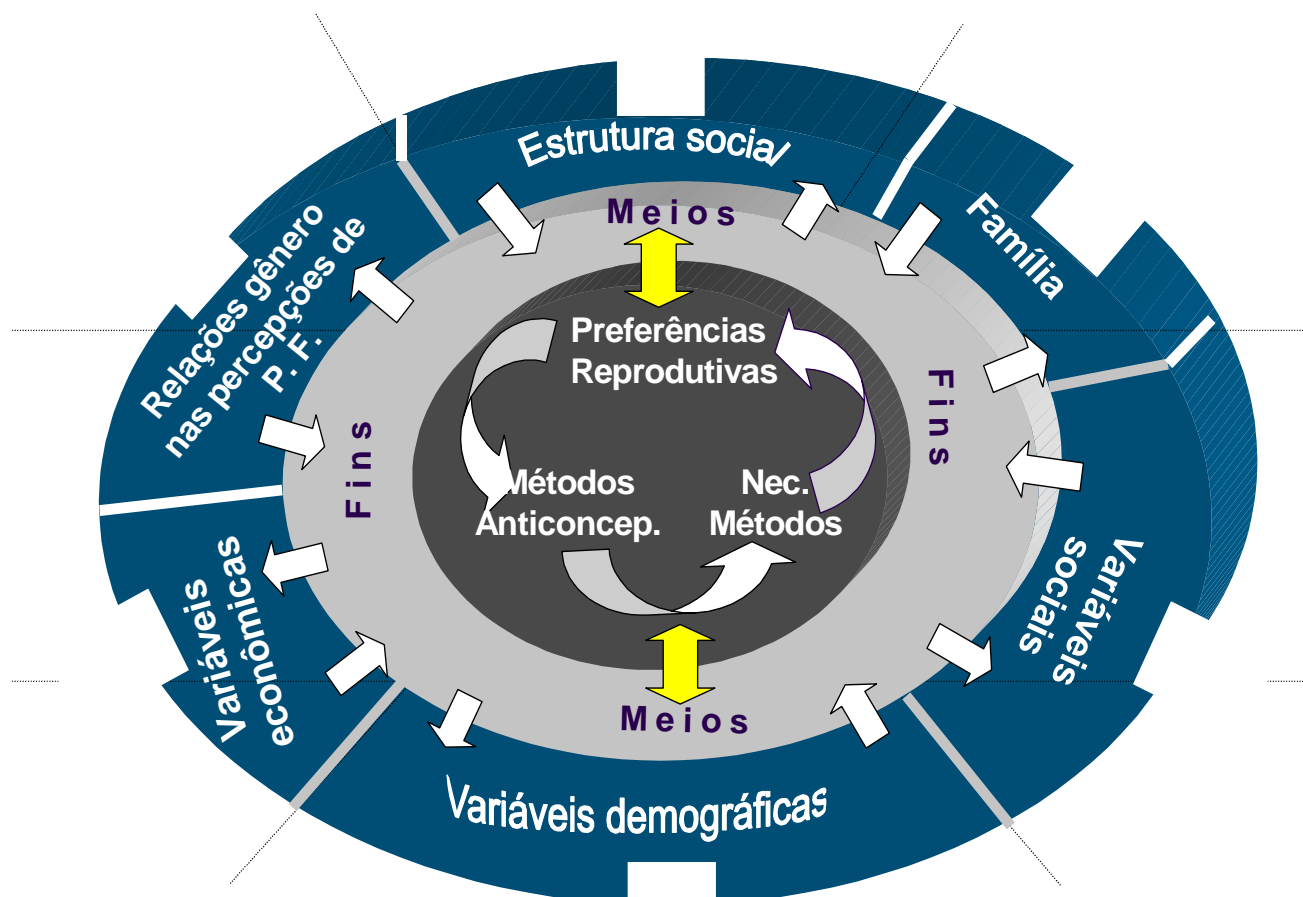 Estrutura social
Família
Relações gênero
nas percepções de
P. F.
Meios
Preferências
Reprodutivas
Fins
Fins
Métodos
Anticoncep.
Nec.
Métodos
Variáveis
sociais
Variáveis
econômicas
Meios
Variáveis demográficas